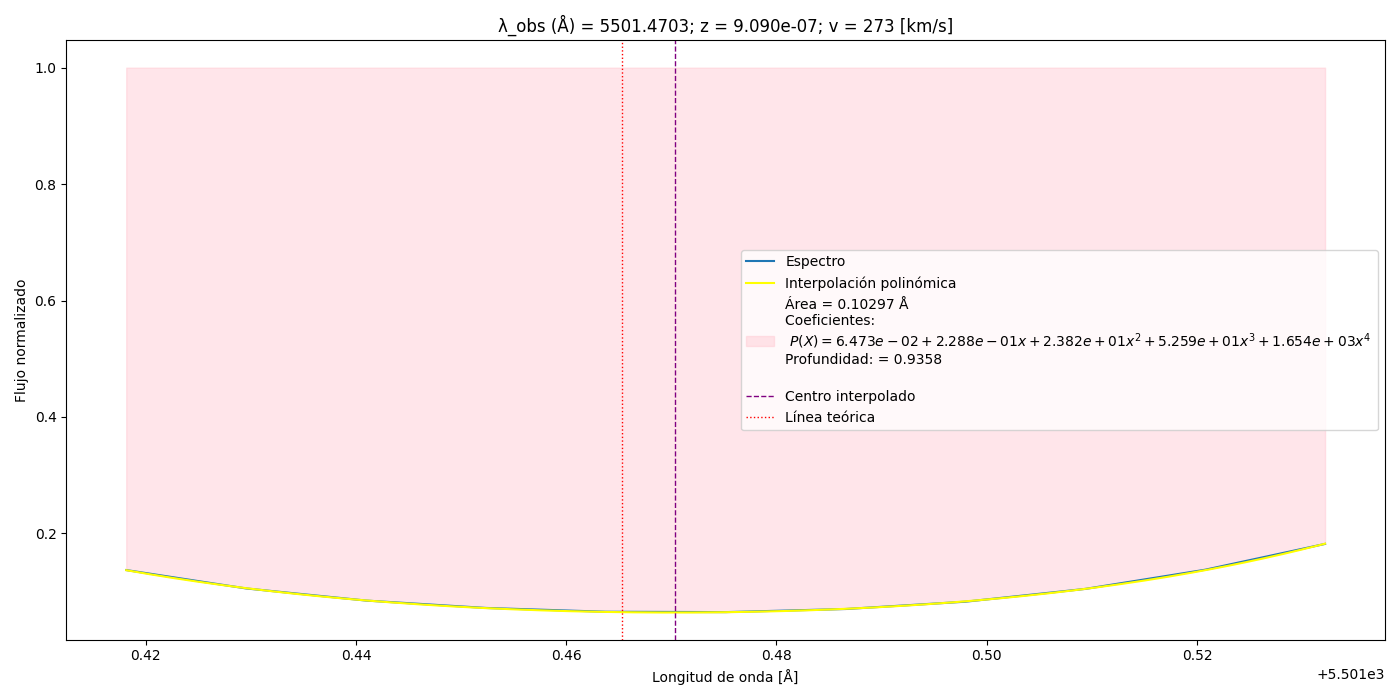 λ_obs (Å) = 5501.4703; z = 9.090e-07; v = 273 [km/s]
Flujo normalizado
1.0
0.8
0.6
0.4
0.2
Espectro
Interpolación polinómica
Área = 0.10297 Å
Coeficientes:
P(X) = 6.473e − 02 + 2.288e − 01x + 2.382e + 01x² + 5.259e + 01x³ + 1.654e + 03x⁴
Profundidad: = 0.9358
Centro interpolado
Línea teórica
0.42 0.44 0.46 0.48 0.50 0.52
+5.501e3
Longitud de onda [Å]